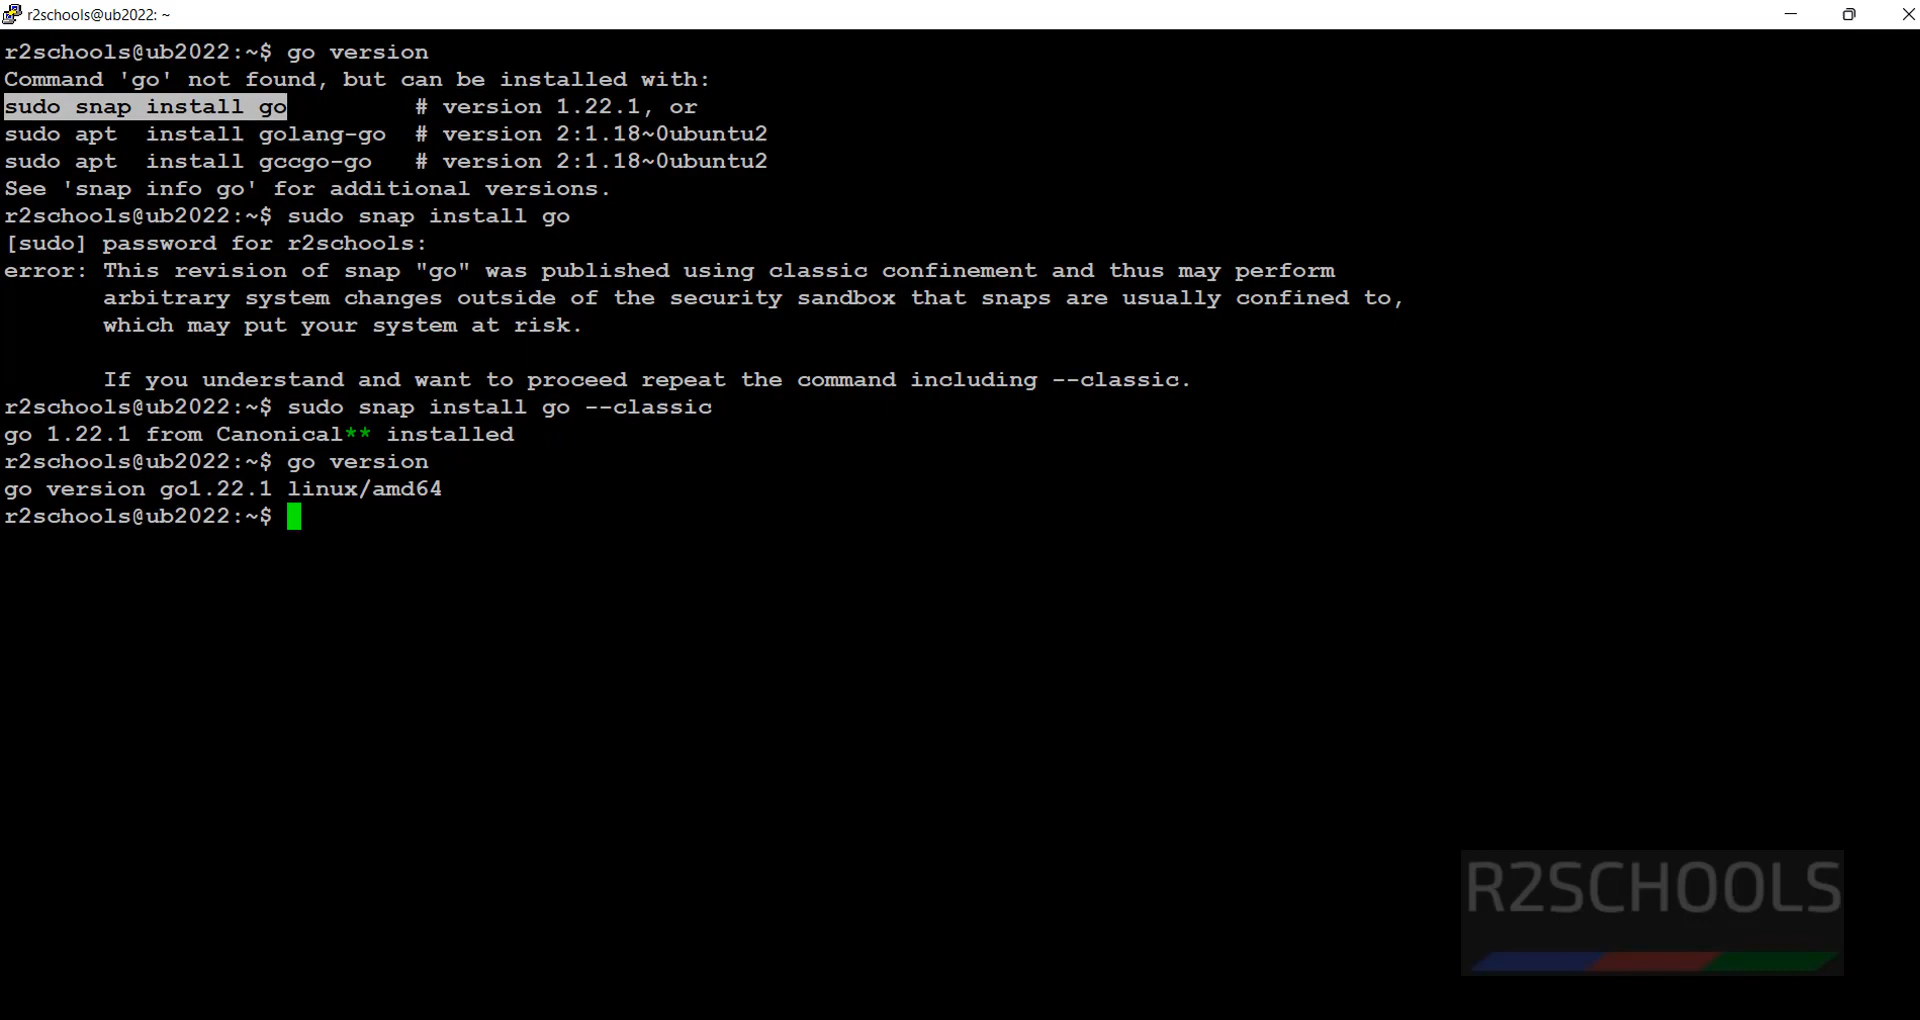 r2schools@ub2022: ~
r2schools@ub2022:~$ go version
Command 'go' not found, but can be installed with:
sudo snap install go         # version 1.22.1, or
sudo apt  install golang-go  # version 2:1.18~0ubuntu2
sudo apt  install gccgo-go   # version 2:1.18~0ubuntu2
See 'snap info go' for additional versions.
r2schools@ub2022:~$ sudo snap install go
[sudo] password for r2schools:
error: This revision of snap "go" was published using classic confinement and thus may perform
       arbitrary system changes outside of the security sandbox that snaps are usually confined to,
       which may put your system at risk.
       If you understand and want to proceed repeat the command including --classic.
r2schools@ub2022:~$ sudo snap install go --classic
go 1.22.1 from Canonical** installed
r2schools@ub2022:~$ go version
go version go1.22.1 linux/amd64
r2schools@ub2022:~$
R2SCHOOLS